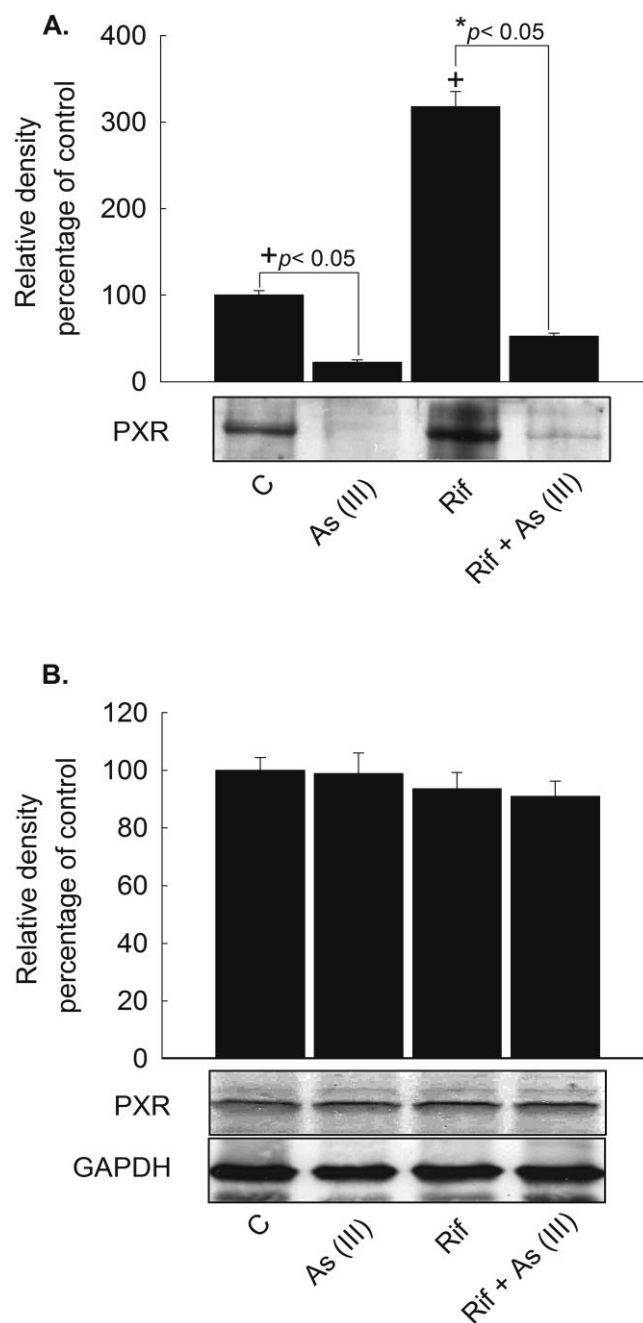 A.
Relative density
percentage of control
400
300
200
100
0
+p< 0.05
*p< 0.05
+
PXR
C
As (III)
Rif
Rif + As (III)
B.
Relative density
percentage of control
120
100
80
60
40
20
0
PXR
GAPDH
C
As (III)
Rif
Rif + As (III)